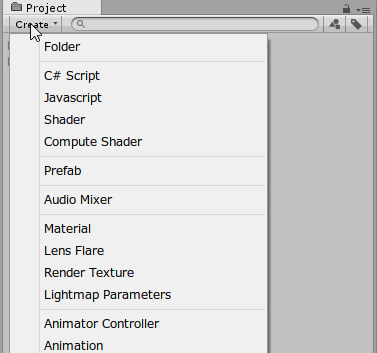 Project
Create
Folder
C# Script
Javascript
Shader
Compute Shader
Prefab
Audio Mixer
Material
Lens Flare
Render Texture
Lightmap Parameters
Animator Controller
Animation